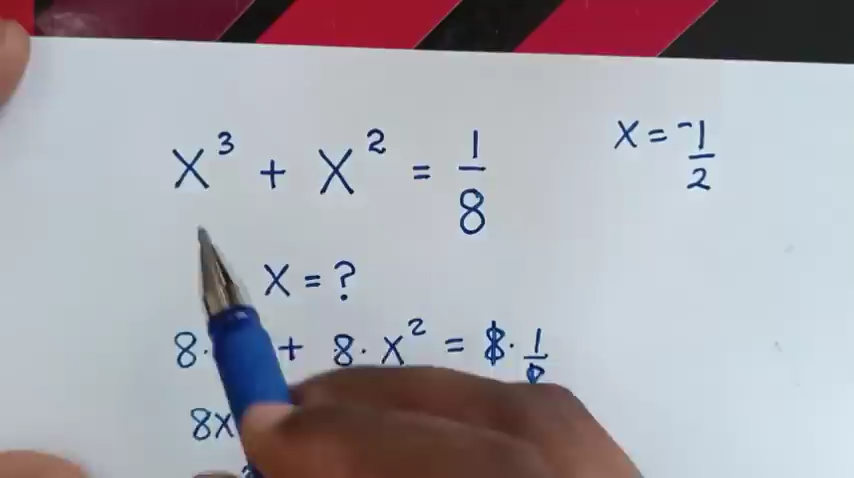 x³ + x² = 1/8
x = -1/2
x = ?
8· + 8·x² = 8·1/8
8x